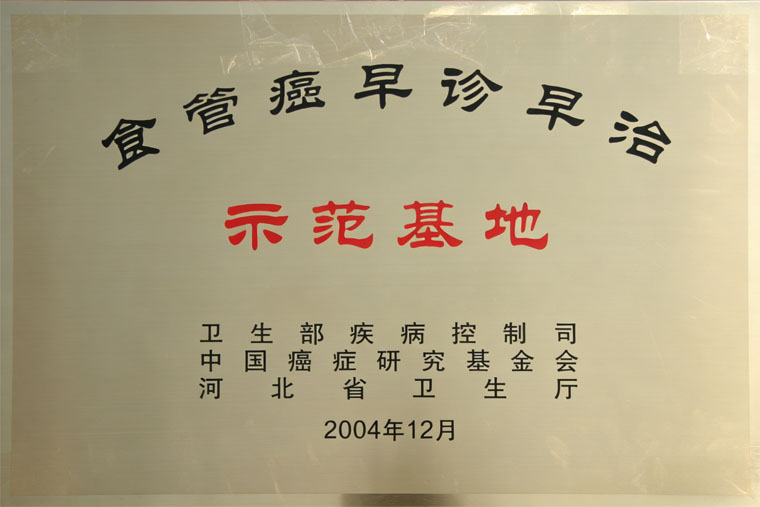 食管癌早诊早治
示范基地
卫生部疾病控制司
中国癌症研究基金会
河北省卫生厅
2004年12月